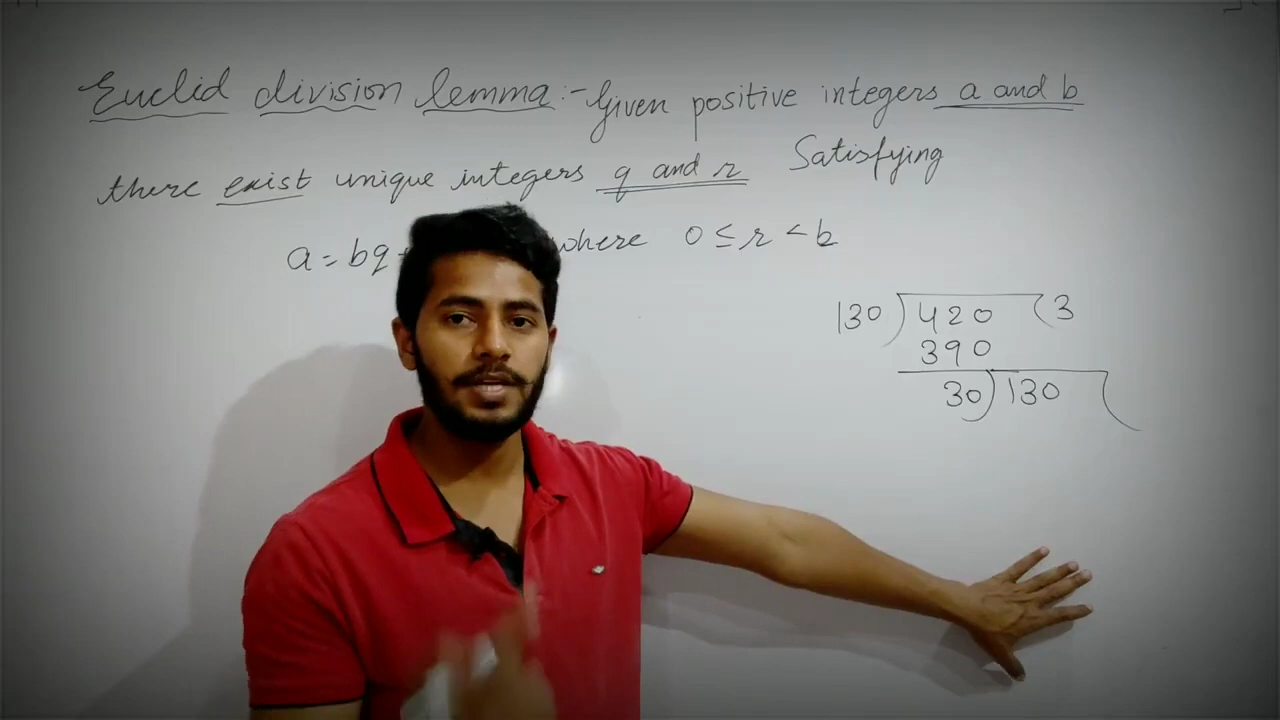 Euclid division lemma :- Given positive integers a and b
there exist unique integers q and r Satisfying
a = bq + where 0 ≤ r < b
130 ) 420 ( 3
390
30 ) 130 (